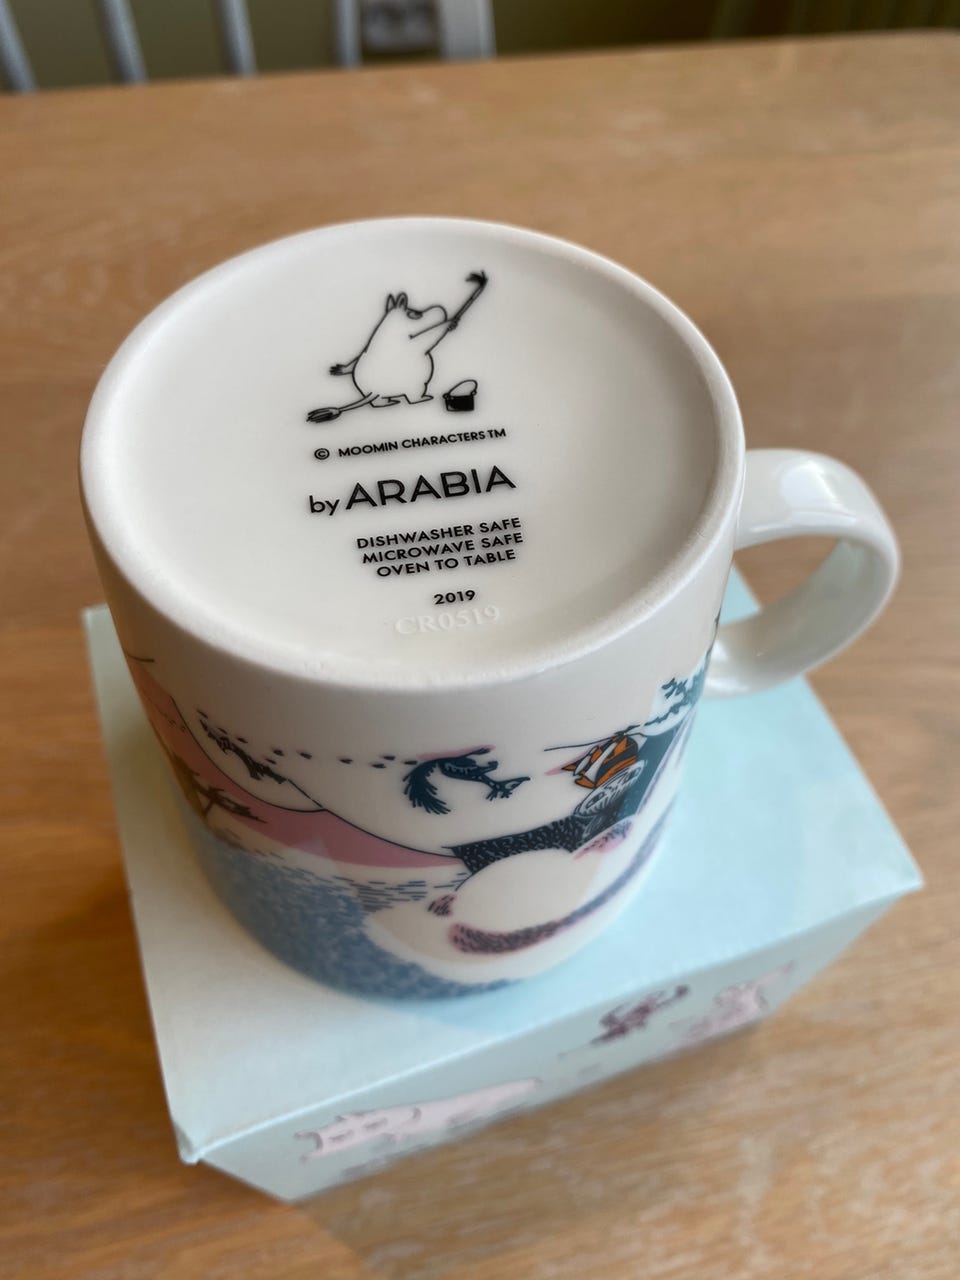 © MOOMIN CHARACTERS TM
by ARABIA
DISHWASHER SAFE
MICROWAVE SAFE
OVEN TO TABLE
2019
CR0519